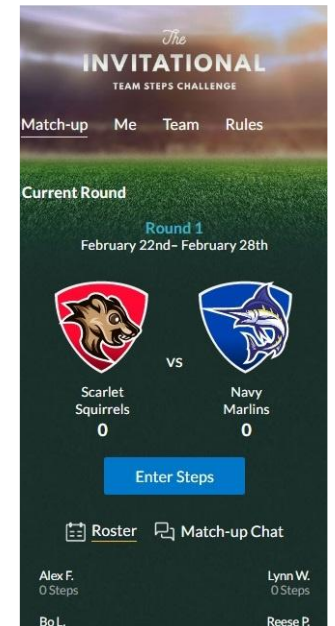 The
INVITATIONAL
TEAM STEPS CHALLENGE
Match-up Me Team Rules
Current Round
Round 1
February 22nd– February 28th
vs
Scarlet Squirrels
Navy Marlins
0
0
Enter Steps
Roster Match-up Chat
Alex F.
0 Steps
Lynn W.
0 Steps
Bo L.
Reese P.